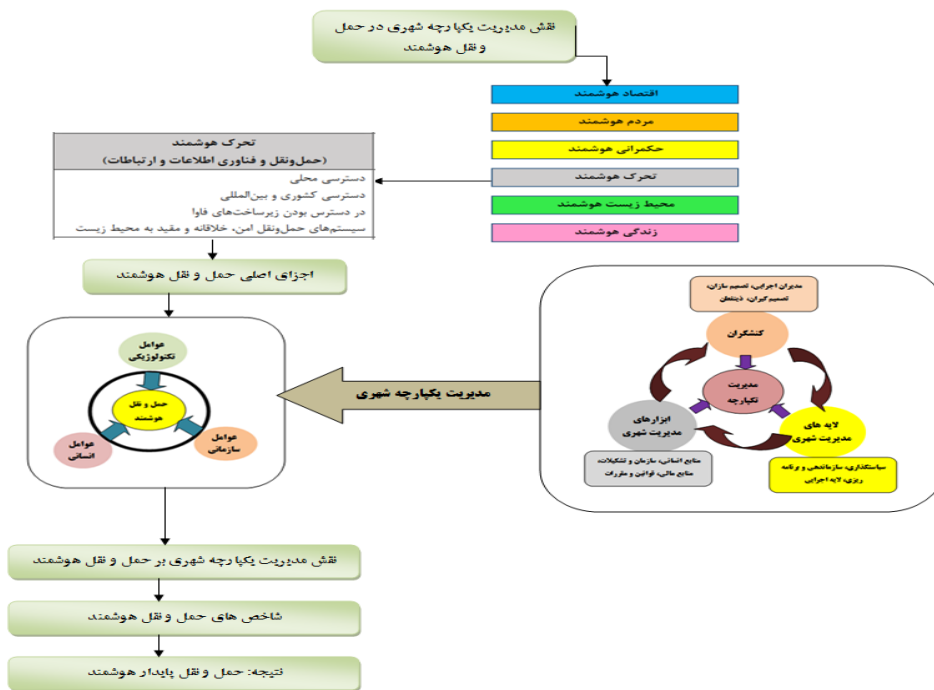 نقش مدیریت یکپارچه شهری در حمل
و نقل هوشمند
اقتصاد هوشمند
مردم هوشمند
حکمرانی هوشمند
تحرک هوشمند
محیط زیست هوشمند
زندگی هوشمند
تحرک هوشمند
(حمل‌ونقل و فناوری اطلاعات و ارتباطات)
دسترسی محلی
دسترسی کشوری و بین‌المللی
در دسترس بودن زیرساخت‌های فاوا
سیستم‌های حمل‌ونقل امن، خلاقانه و مقید به محیط زیست
اجزای اصلی حمل و نقل هوشمند
مدیران اجرایی، تصمیم سازان،
تصمیم گیران، ذینفعان
کنشگران
مدیریت
یکپارچه
ابزارهای
مدیریت شهری
لایه های
مدیریت شهری
منابع انسانی، سازمان و تشکیلات،
منابع مالی، قوانین و مقررات
سیاستگذاری، سازماندهی و برنامه
ریزی، لایه اجرایی
مدیریت یکپارچه شهری
عوامل
تکنولوژیکی
حمل و نقل
هوشمند
عوامل
سازمانی
عوامل
انسانی
نقش مدیریت یکپارچه شهری بر حمل و نقل هوشمند
شاخص های حمل و نقل هوشمند
نتیجه: حمل و نقل پایدار هوشمند